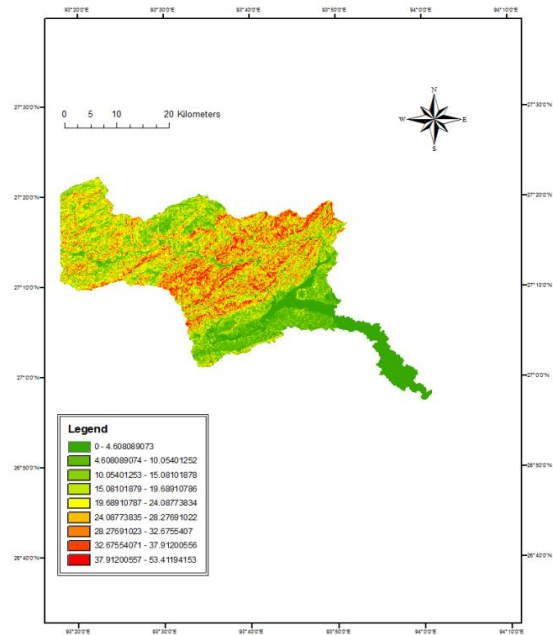 93°20'0"E 93°30'0"E 93°40'0"E 93°50'0"E 94°0'0"E 94°10'0"E
N
27°30'0"N 27°30'0"N
0 5 10 20 Kilometers
W E
S
27°20'0"N 27°20'0"N
27°10'0"N 27°10'0"N
27°0'0"N 27°0'0"N
Legend
0 - 4.608089073
4.608089074 - 10.05401252
10.05401253 - 15.08101878
15.08101879 - 19.68910786
19.68910787 - 24.08773834
24.08773835 - 28.27691022
28.27691023 - 32.6755407
32.67554071 - 37.91200556
37.91200557 - 53.41194153
26°50'0"N 26°50'0"N
26°40'0"N 26°40'0"N
93°20'0"E 93°30'0"E 93°40'0"E 93°50'0"E 94°0'0"E 94°10'0"E